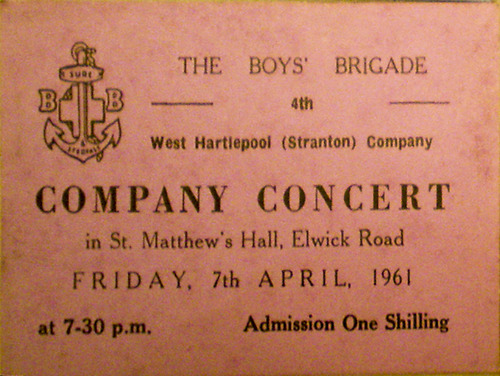 THE BOYS' BRIGADE
SURE
B B
4th
& STEDFAST
West Hartlepool (Stranton) Company
COMPANY CONCERT
in St. Matthew's Hall, Elwick Road
FRIDAY, 7th APRIL, 1961
at 7-30 p.m. Admission One Shilling